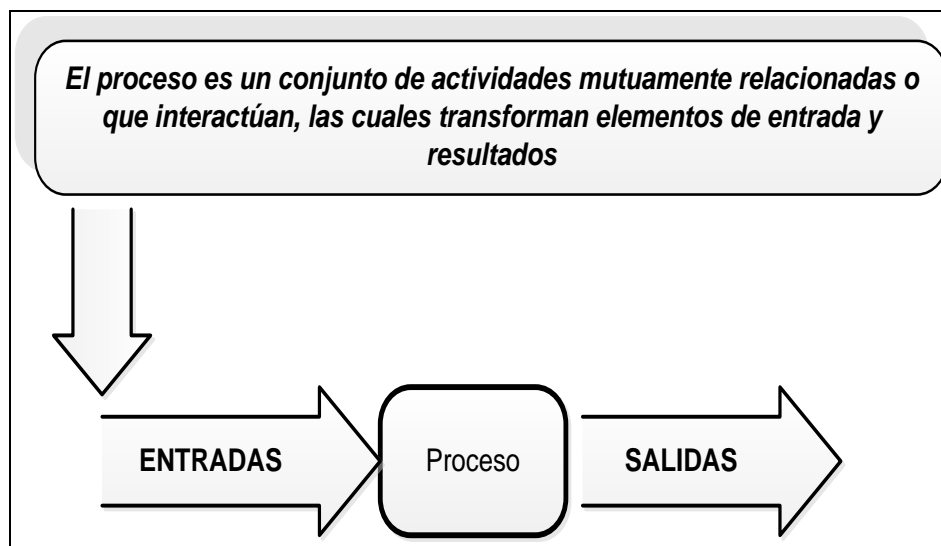 El proceso es un conjunto de actividades mutuamente relacionadas o
que interactúan, las cuales transforman elementos de entrada y
resultados
ENTRADAS
Proceso
SALIDAS